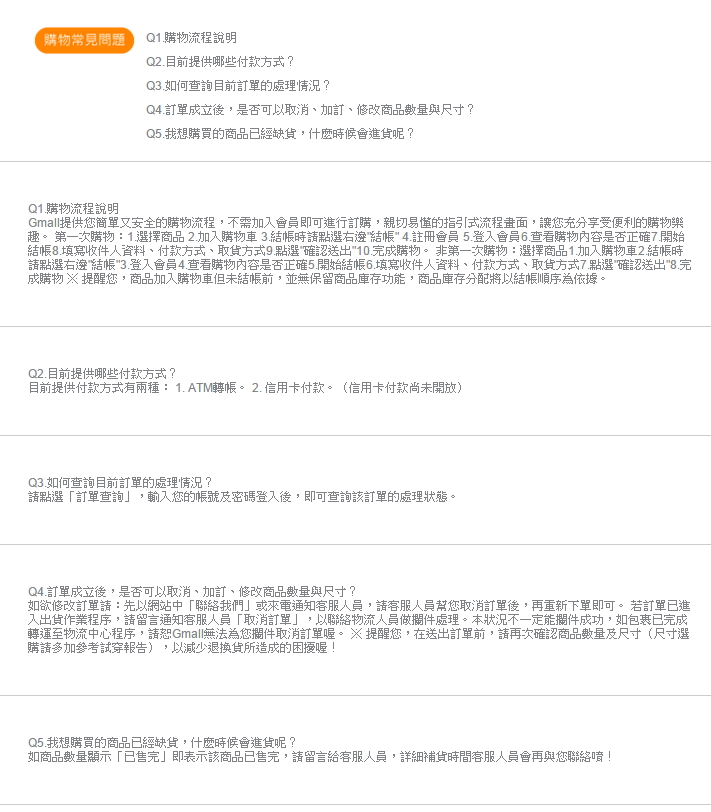 購物常見問題
Q1.購物流程說明
Q2.目前提供哪些付款方式？
Q3.如何查詢目前訂單的處理情況？
Q4.訂單成立後，是否可以取消、加訂、修改商品數量與尺寸？
Q5.我想購買的商品已經缺貨，什麼時候會進貨呢？
Q1.購物流程說明
Gmall提供您簡單又安全的購物流程，不需加入會員即可進行訂購，親切易懂的指引式流程畫面，讓您充分享受便利的購物樂
趣。 第一次購物：1.選擇商品 2.加入購物車 3.結帳時請點選右邊"結帳" 4.註冊會員 5.登入會員6.查看購物內容是否正確7.開始
結帳8.填寫收件人資料、付款方式、取貨方式9.點選"確認送出"10.完成購物。 非第一次購物：選擇商品1.加入購物車2.結帳時
請點選右邊"結帳"3.登入會員4.查看購物內容是否正確5.開始結帳6.填寫收件人資料、付款方式、取貨方式7.點選"確認送出"8.完
成購物 ※ 提醒您，商品加入購物車但未結帳前，並無保留商品庫存功能，商品庫存分配將以結帳順序為依據。
Q2.目前提供哪些付款方式？
目前提供付款方式有兩種： 1. ATM轉帳。 2. 信用卡付款。（信用卡付款尚未開放）
Q3.如何查詢目前訂單的處理情況？
請點選「訂單查詢」，輸入您的帳號及密碼登入後，即可查詢該訂單的處理狀態。
Q4.訂單成立後，是否可以取消、加訂、修改商品數量與尺寸？
如欲修改訂單請：先以網站中「聯絡我們」或來電通知客服人員，請客服人員幫您取消訂單後，再重新下單即可。 若訂單已進
入出貨作業程序，請留言通知客服人員「取消訂單」，以聯絡物流人員做攔件處理。本狀況不一定能攔件成功，如包裹已完成
轉運至物流中心程序，請恕Gmall無法為您攔件取消訂單喔。 ※ 提醒您，在送出訂單前，請再次確認商品數量及尺寸（尺寸選
購請多加參考試穿報告），以減少退換貨所造成的困擾喔！
Q5.我想購買的商品已經缺貨，什麼時候會進貨呢？
如商品數量顯示「已售完」即表示該商品已售完，請留言給客服人員，詳細補貨時間客服人員會再與您聯絡唷！